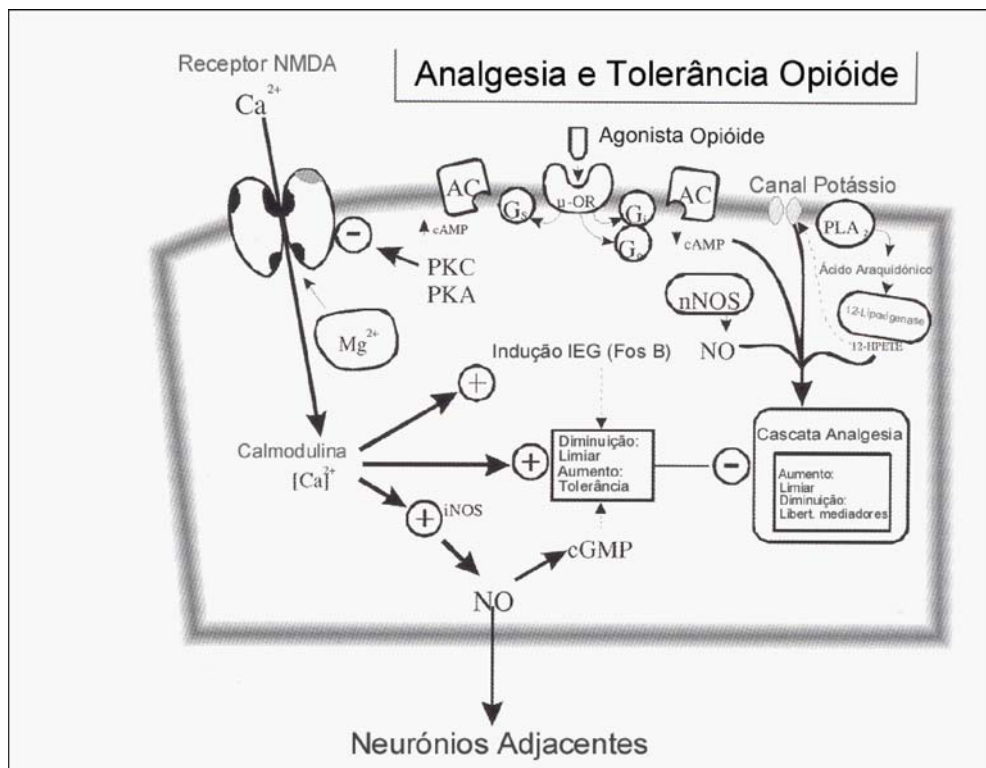 Analgesia e Tolerância Opióide
Receptor NMDA
Ca2+
Agonista Opióide
AC
Gs
µ-OR
Gi
Go
AC
Canal Potássio
PLA2
cAMP
cAMP
PKC
PKA
Ácido Araquidónico
nNOS
12-Lipoxigenase
12-HPETE
Mg2+
NO
Indução IEG (Fos B)
+
Calmodulina
[Ca]2+
+
iNOS
+
Diminuição:
Limiar
Aumento:
Tolerância
-
-
Cascata Analgesia
Aumento:
Limiar
Diminuição:
Libert. mediadores
cGMP
NO
Neurónios Adjacentes